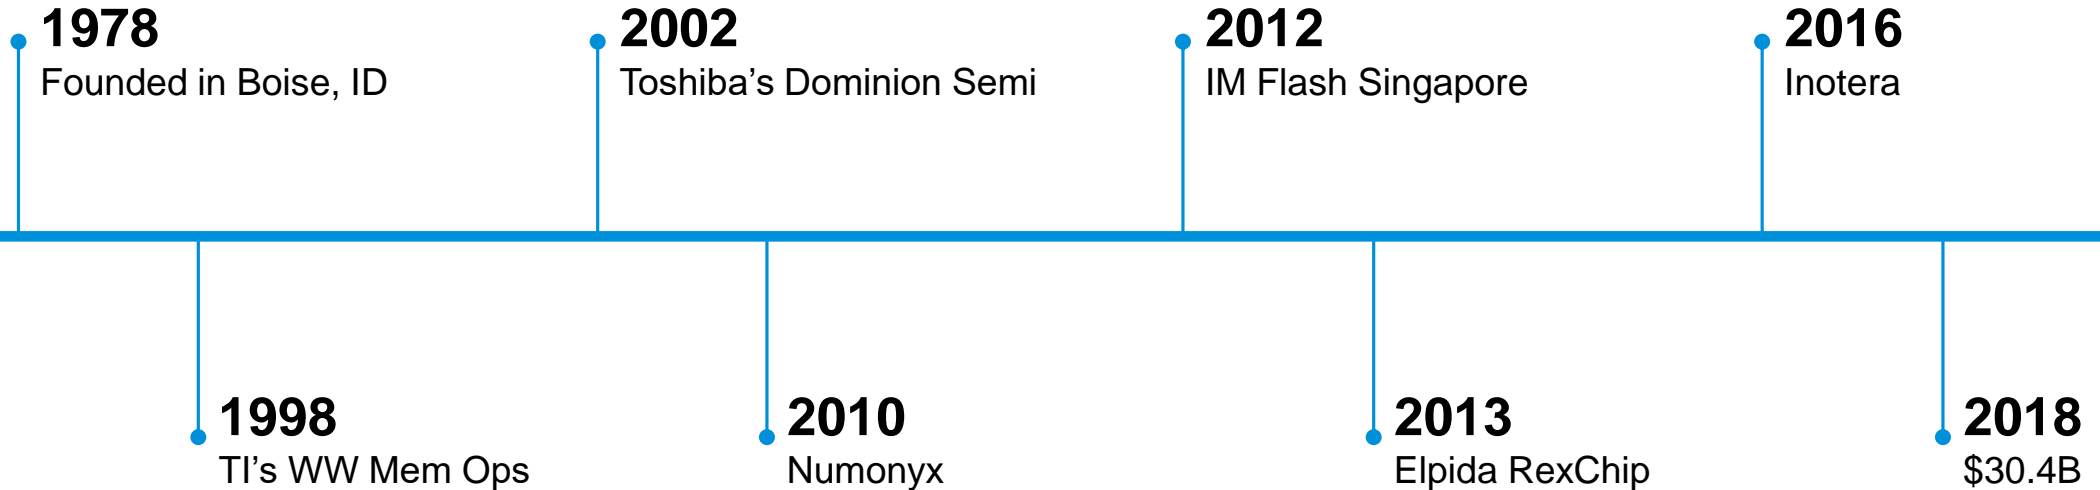 1978
Founded in Boise, ID
2002
Toshiba’s Dominion Semi
2012
IM Flash Singapore
2016
Inotera
1998
TI’s WW Mem Ops
2010
Numonyx
2013
Elpida RexChip
2018
$30.4B